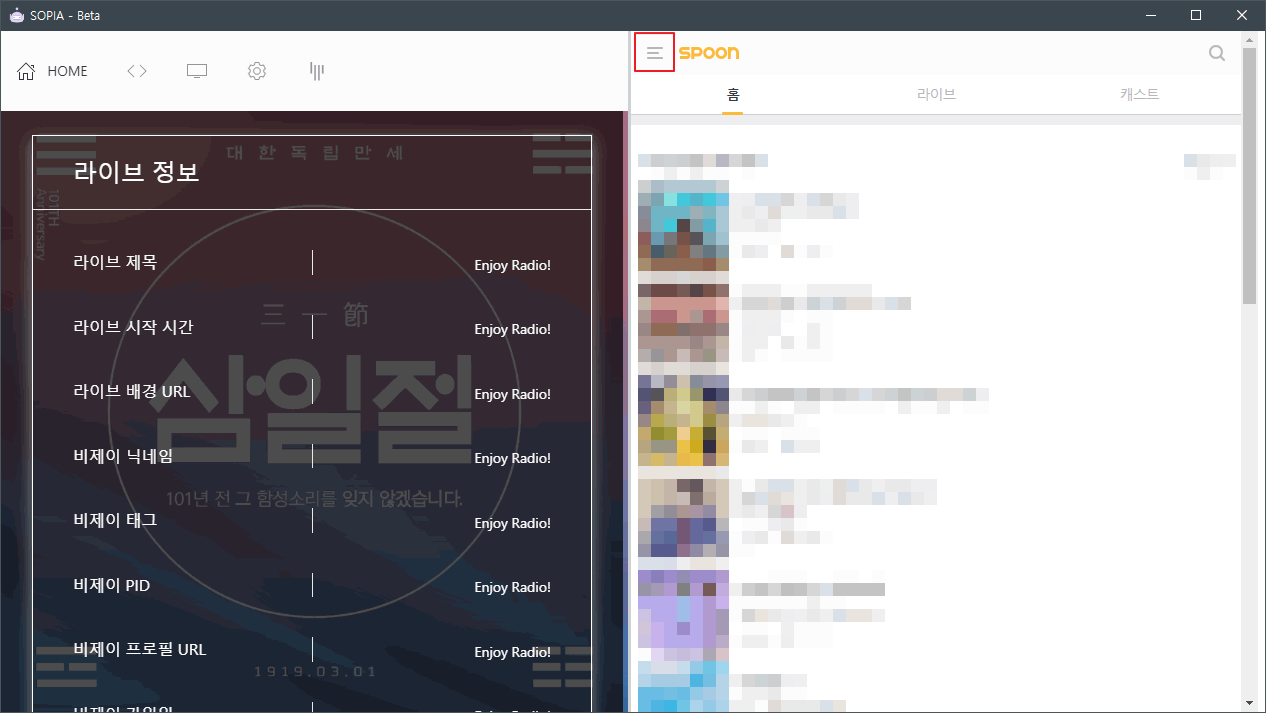 SOPIA - Beta
HOME
spoon
홈
라이브
캐스트
대한독립만세
라이브 정보
101TH
Anniversary
라이브 제목
Enjoy Radio!
三一節
라이브 시작 시간
Enjoy Radio!
삼일절
라이브 배경 URL
Enjoy Radio!
비제이 닉네임
Enjoy Radio!
101년 전 그 함성소리를 잊지 않겠습니다.
비제이 태그
Enjoy Radio!
비제이 PID
Enjoy Radio!
비제이 프로필 URL
Enjoy Radio!
1919.03.01